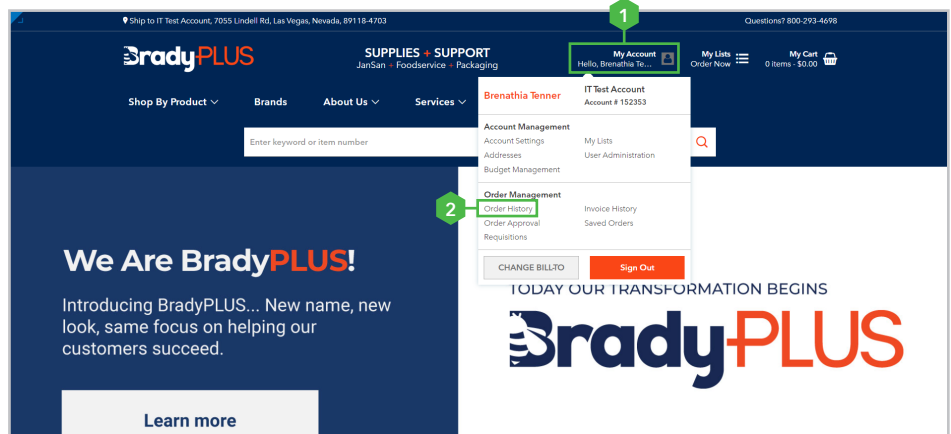 Ship to IT Test Account, 7055 Lindell Rd, Las Vegas, Nevada, 89118-4703
Questions? 800-293-4698
1
BradyPLUS
SUPPLIES + SUPPORT
JanSan + Foodservice + Packaging
My Account
Hello, Brenathia Te...
My Lists
Order Now
My Cart
0 items - $0.00
Shop By Product
Brands
About Us
Services
Enter keyword or item number
Brenathia Tenner
IT Test Account
Account # 152353
Account Management
Account Settings
My Lists
Addresses
User Administration
Budget Management
Order Management
2
Order History
Invoice History
Order Approval
Saved Orders
Requisitions
CHANGE BILL-TO
Sign Out
We Are BradyPLUS!
Introducing BradyPLUS... New name, new
look, same focus on helping our
customers succeed.
Learn more
TODAY OUR TRANSFORMATION BEGINS
BradyPLUS